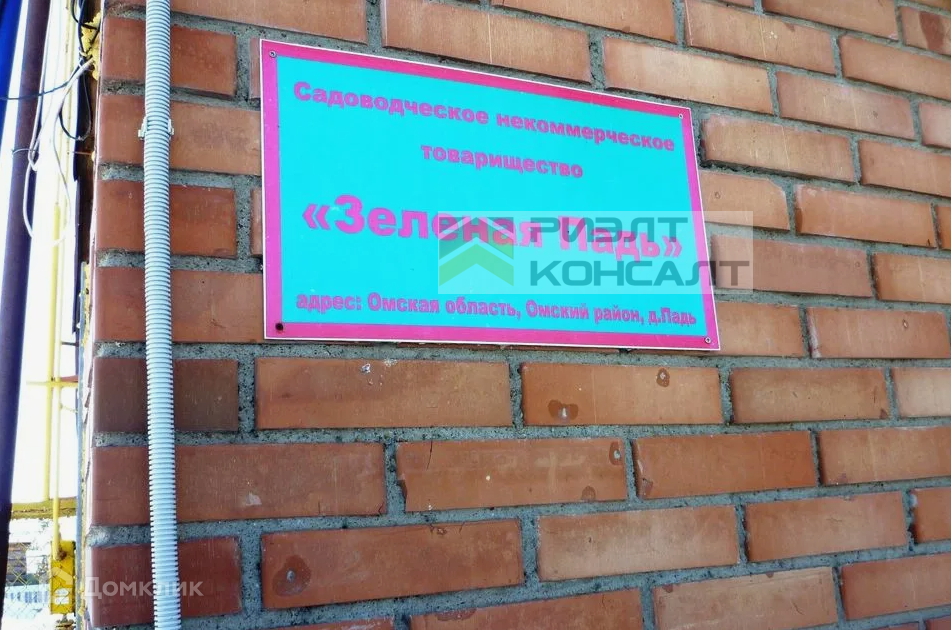 Садоводческое некоммерческое
товарищество
«Зеленая Падь»
РИЭЛТ
КОНСАЛТ
адрес: Омская область, Омский район, д.Падь
Домклик